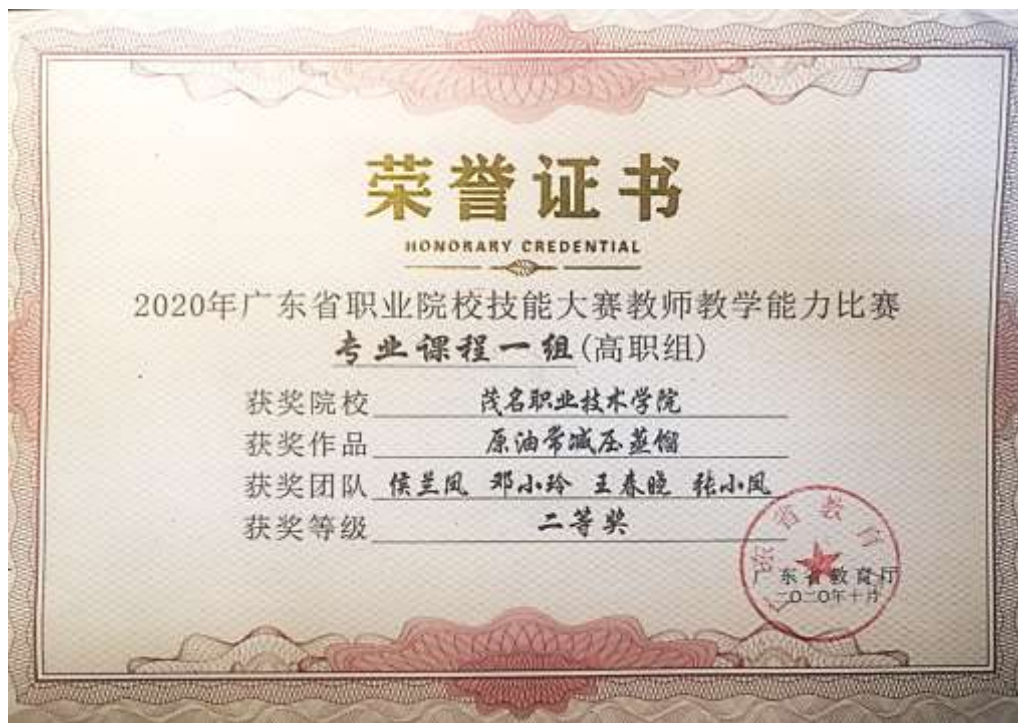 荣誉证书
HONORARY CREDENTIAL
2020年广东省职业院校技能大赛教师教学能力比赛
专业课程一组(高职组)
获奖院校 茂名职业技术学院
获奖作品 原油常减压蒸馏
获奖团队 侯兰凤 邓小玲 王春晓 张小凤
获奖等级 二等奖
广东省教育厅
二〇二〇年十月